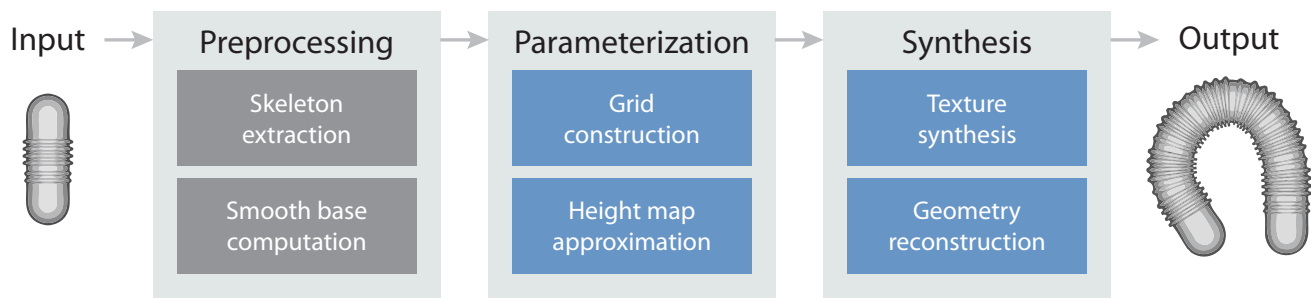 Input
Preprocessing
Skeleton
extraction
Smooth base
computation
Parameterization
Grid
construction
Height map
approximation
Synthesis
Texture
synthesis
Geometry
reconstruction
Output